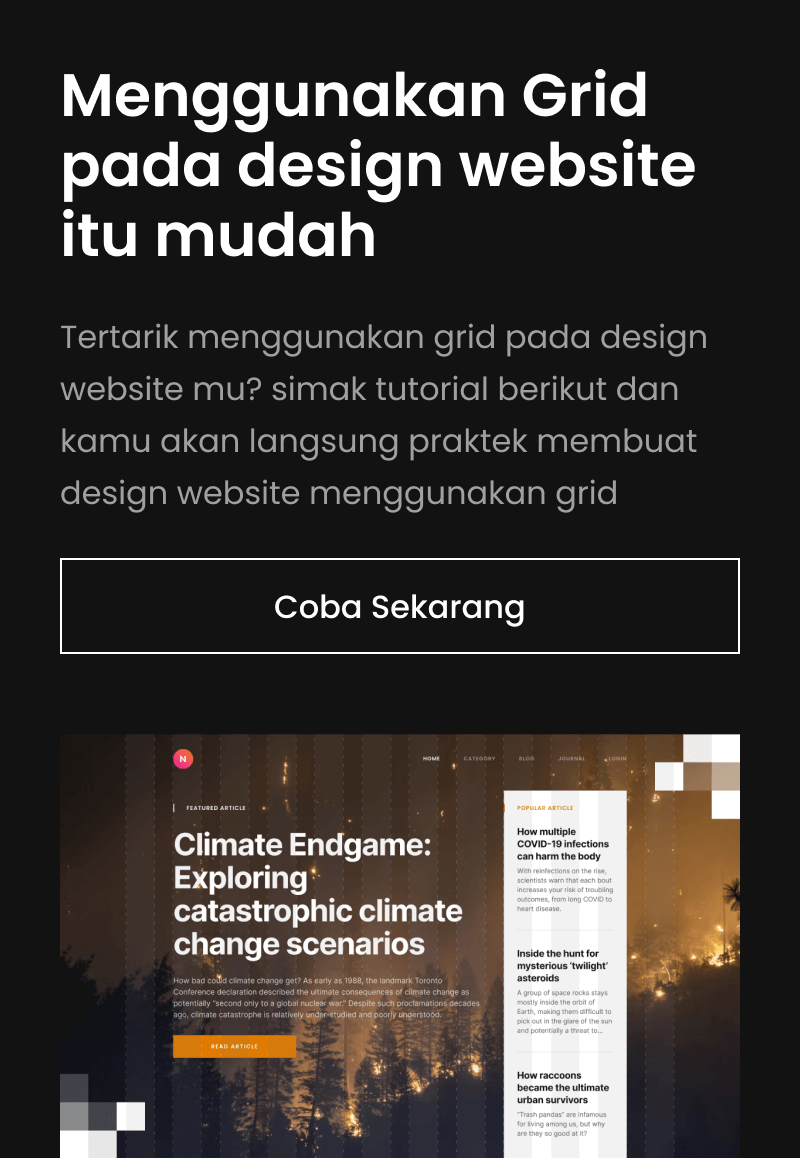 Menggunakan Grid
pada design website
itu mudah
Tertarik menggunakan grid pada design
website mu? simak tutorial berikut dan
kamu akan langsung praktek membuat
design website menggunakan grid
Coba Sekarang
N
HOME CATEGORY BLOG JOURNAL LOGIN
FEATURED ARTICLE
Climate Endgame:
Exploring
catastrophic climate
change scenarios
How bad could climate change get? As early as 1988, the landmark Toronto
Conference declaration described the ultimate consequences of climate change as
potentially “second only to a global nuclear war.” Despite such proclamations decades
ago, climate catastrophe is relatively under-studied and poorly understood.
READ ARTICLE
POPULAR ARTICLE
How multiple
COVID-19 infections
can harm the body
With reinfections on the rise,
scientists warn that each bout
increases your risk of troubling
outcomes, from long COVID to
heart disease.
Inside the hunt for
mysterious ‘twilight’
asteroids
A group of space rocks stays
mostly inside the orbit of
Earth, making them difficult to
pick out in the glare of the sun
and potentially a threat to...
How raccoons
became the ultimate
urban survivors
“Trash pandas” are infamous
for living among us, but why
are they so good at it?